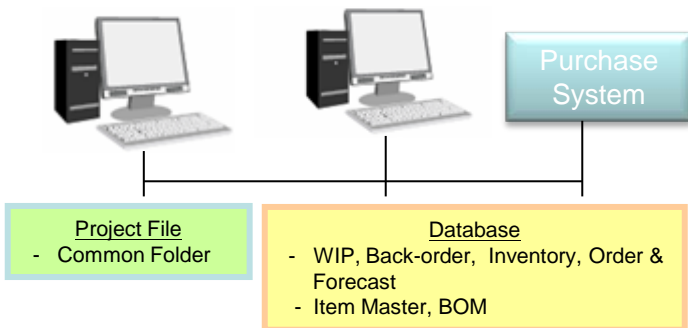 Purchase
System
Project File
- Common Folder
Database
- WIP, Back-order, Inventory, Order &
Forecast
- Item Master, BOM